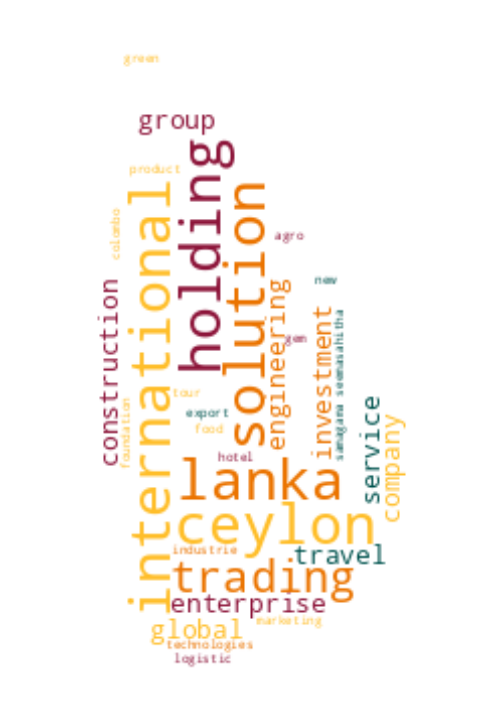 green
group
holding
product
solution
international
colombo
agro
new
construction
engineering
investment
gem
samagama seemasahitha
tour
service
foundation
export
company
food
hotel
lanka
ceylon
industrie
travel
trading
enterprise
marketing
global
technologies
logistic